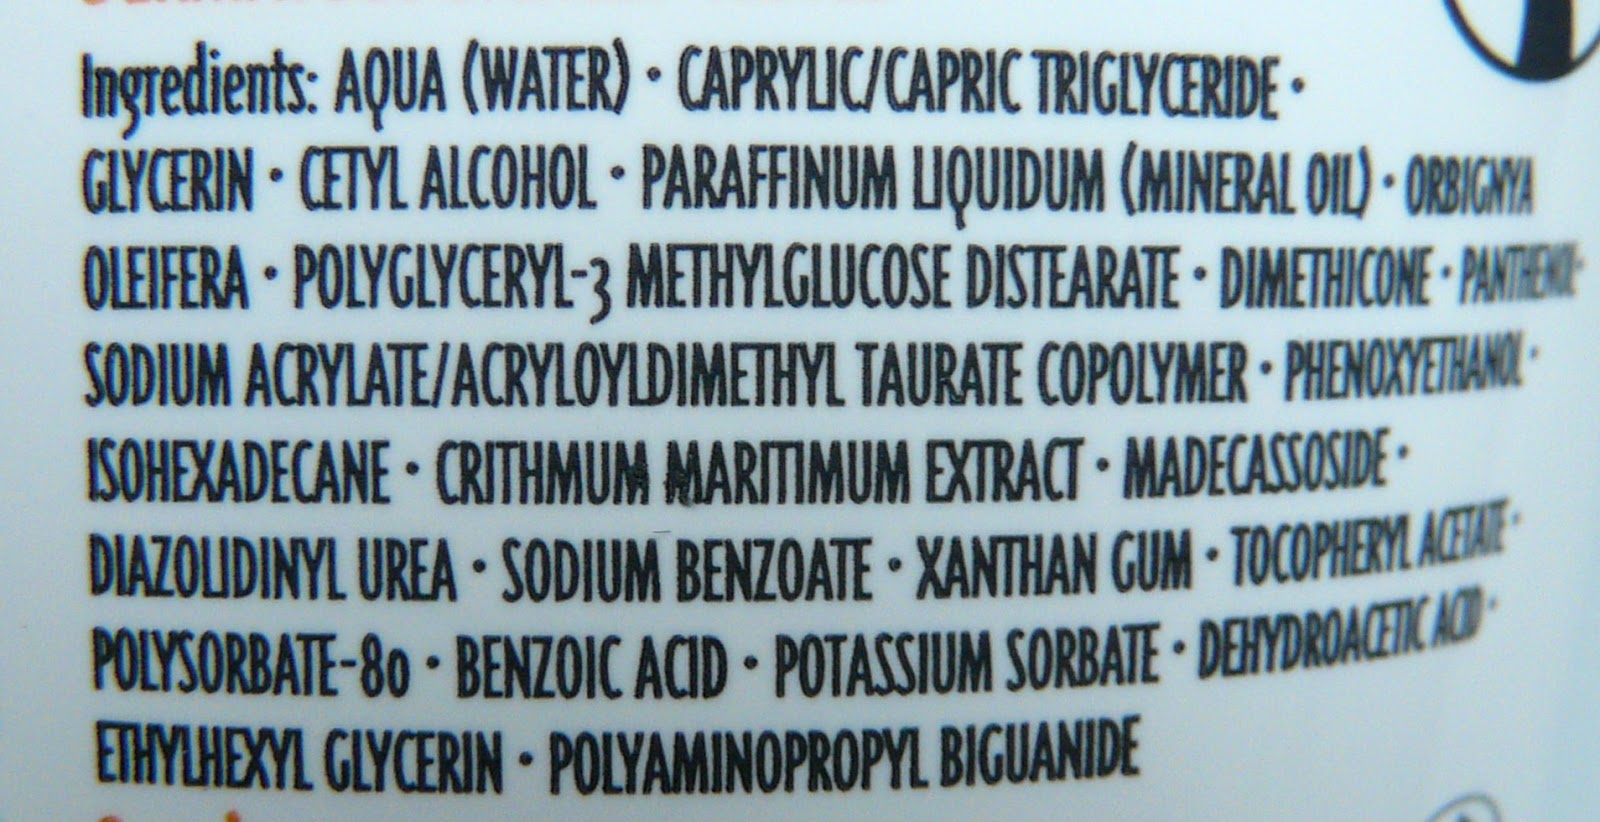 Ingredients: AQUA (WATER) · CAPRYLIC/CAPRIC TRIGLYCERIDE ·
GLYCERIN · CETYL ALCOHOL · PARAFFINUM LIQUIDUM (MINERAL OIL) · ORBIGNYA
OLEIFERA · POLYGLYCERYL-3 METHYLGLUCOSE DISTEARATE · DIMETHICONE · PANTHENOL ·
SODIUM ACRYLATE/ACRYLOYLDIMETHYL TAURATE COPOLYMER · PHENOXYETHANOL ·
ISOHEXADECANE · CRITHMUM MARITIMUM EXTRACT · MADECASSOSIDE ·
DIAZOLIDINYL UREA · SODIUM BENZOATE · XANTHAN GUM · TOCOPHERYL ACETATE ·
POLYSORBATE-80 · BENZOIC ACID · POTASSIUM SORBATE · DEHYDROACETIC ACID ·
ETHYLHEXYL GLYCERIN · POLYAMINOPROPYL BIGUANIDE